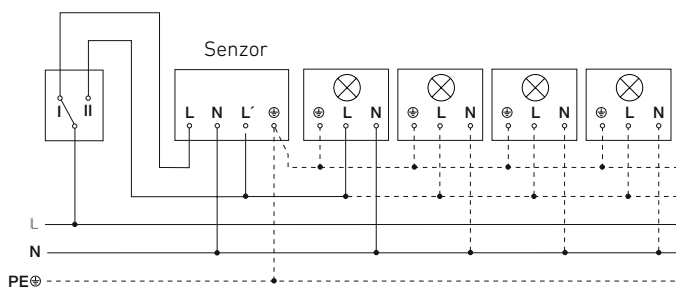 Senzor
I II
L N L´ ⏚
⏚ L N
⏚ L N
⏚ L N
⏚ L N
L
N
PE⏚